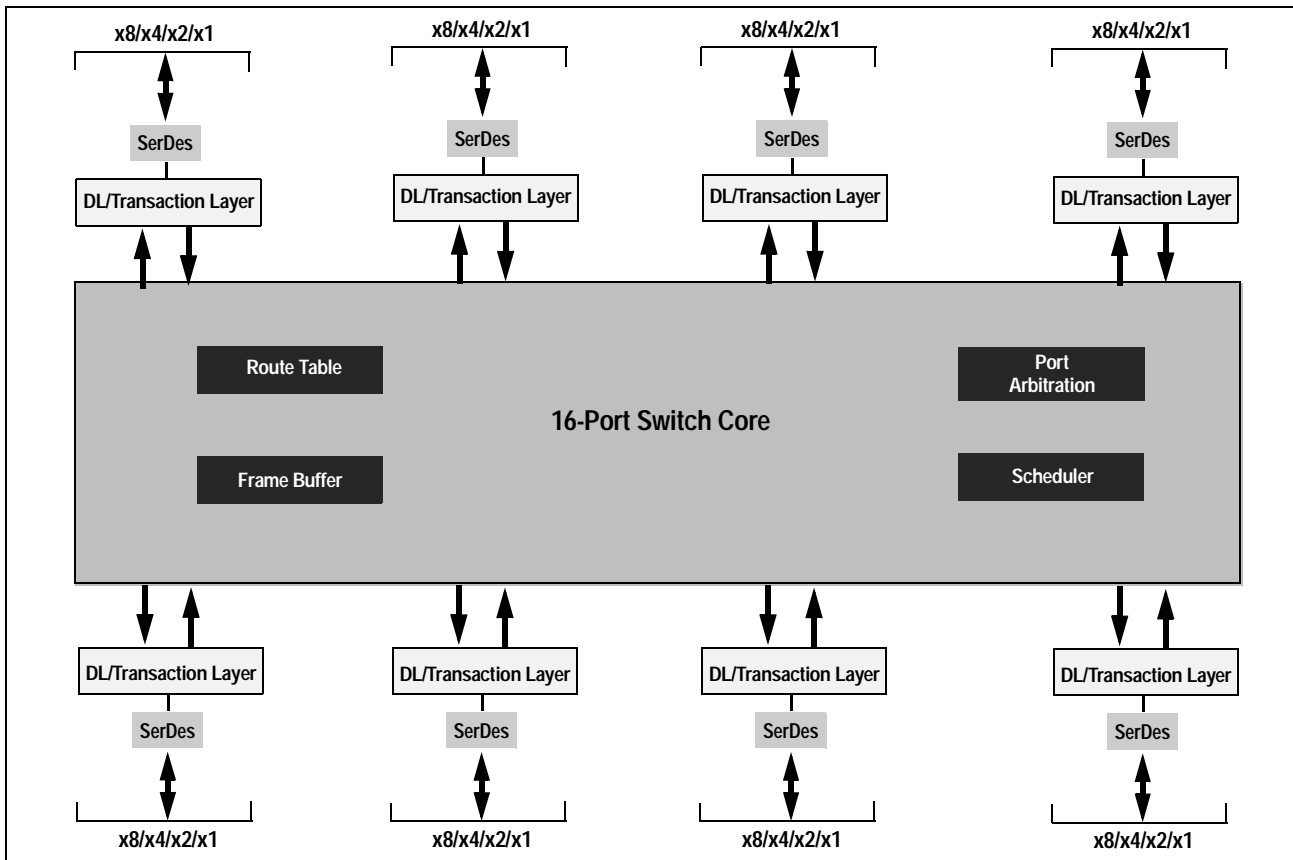 x8/x4/x2/x1
x8/x4/x2/x1
x8/x4/x2/x1
x8/x4/x2/x1
SerDes
SerDes
SerDes
SerDes
DL/Transaction Layer
DL/Transaction Layer
DL/Transaction Layer
DL/Transaction Layer
Route Table
Port
Arbitration
16-Port Switch Core
Frame Buffer
Scheduler
DL/Transaction Layer
DL/Transaction Layer
DL/Transaction Layer
DL/Transaction Layer
SerDes
SerDes
SerDes
SerDes
x8/x4/x2/x1
x8/x4/x2/x1
x8/x4/x2/x1
x8/x4/x2/x1